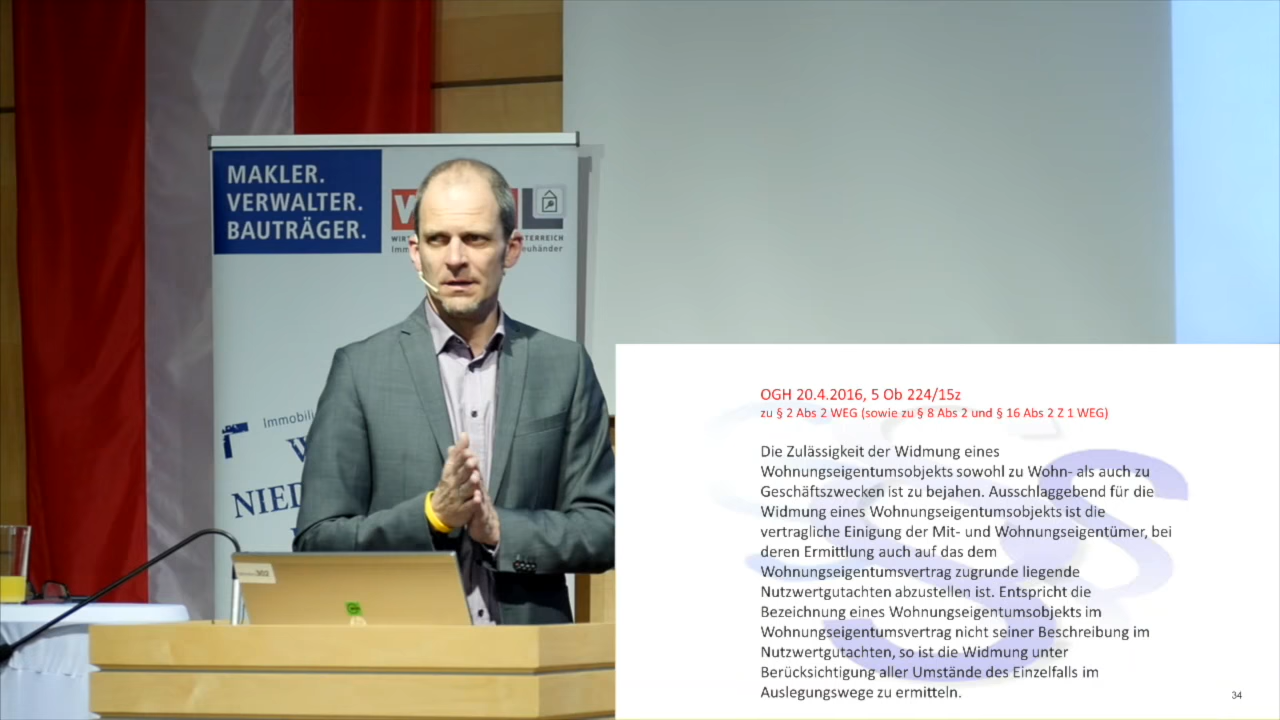 MAKLER.
VERWALTER.
BAUTRÄGER.
OGH 20.4.2016, 5 Ob 224/15z
zu § 2 Abs 2 WEG (sowie zu § 8 Abs 2 und § 16 Abs 2 Z 1 WEG)
Die Zulässigkeit der Widmung eines
Wohnungseigentumsobjekts sowohl zu Wohn- als auch zu
Geschäftszwecken ist zu bejahen. Ausschlaggebend für die
Widmung eines Wohnungseigentumsobjekts ist die
vertragliche Einigung der Mit- und Wohnungseigentümer, bei
deren Ermittlung auch auf das dem
Wohnungseigentumsvertrag zugrunde liegende
Nutzwertgutachten abzustellen ist. Entspricht die
Bezeichnung eines Wohnungseigentumsobjekts im
Wohnungseigentumsvertrag nicht seiner Beschreibung im
Nutzwertgutachten, so ist die Widmung unter
Berücksichtigung aller Umstände des Einzelfalls im
Auslegungswege zu ermitteln.
34